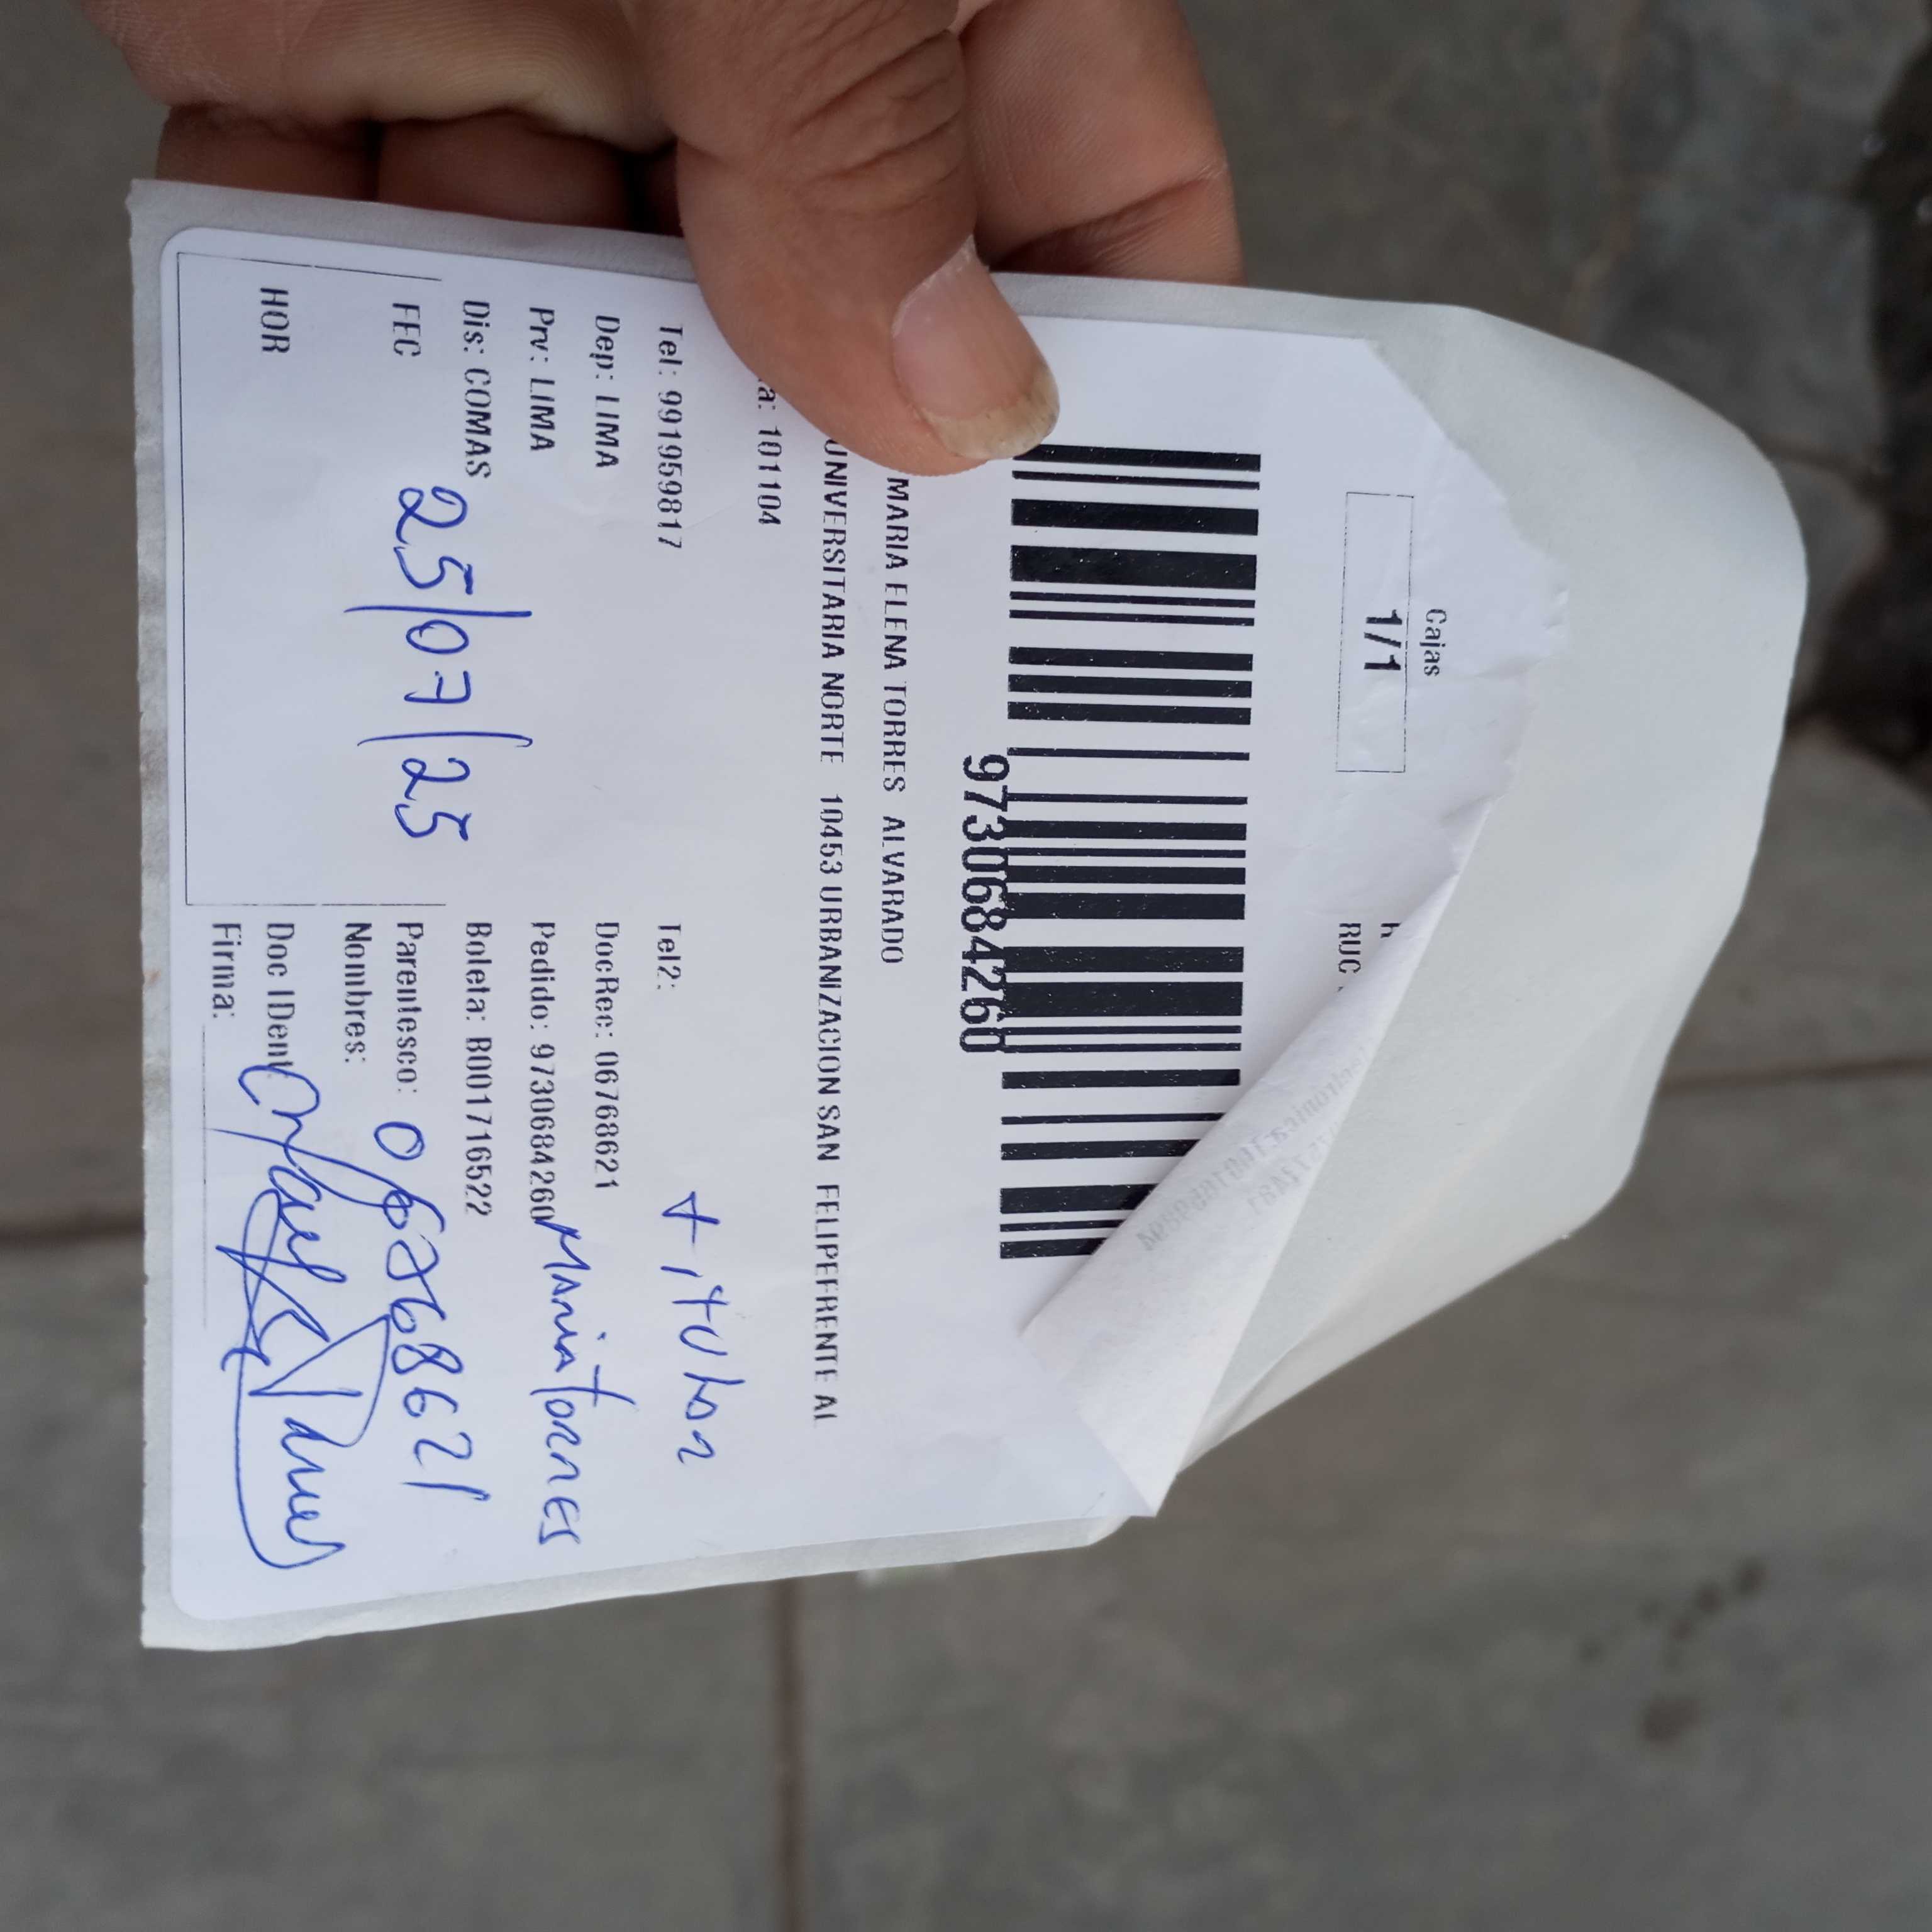 Cajas
1/1
RUC
9730684260
MARIA ELENA TORRES ALVARADO
UNIVERSITARIA NORTE 10453 URBANIZACION SAN FELIPEFRENTE AL
a: 101104
Tel: 991959817 Tel2: titular
Dep: LIMA DocRec: 06768621
Prv: LIMA Pedido: 9730684260 Maria Torres
Dis: COMAS Boleta: B001716522
FEC 25/07/25 Parentesco: 06768621
Nombres:
HOR Doc IDent:
Firma: